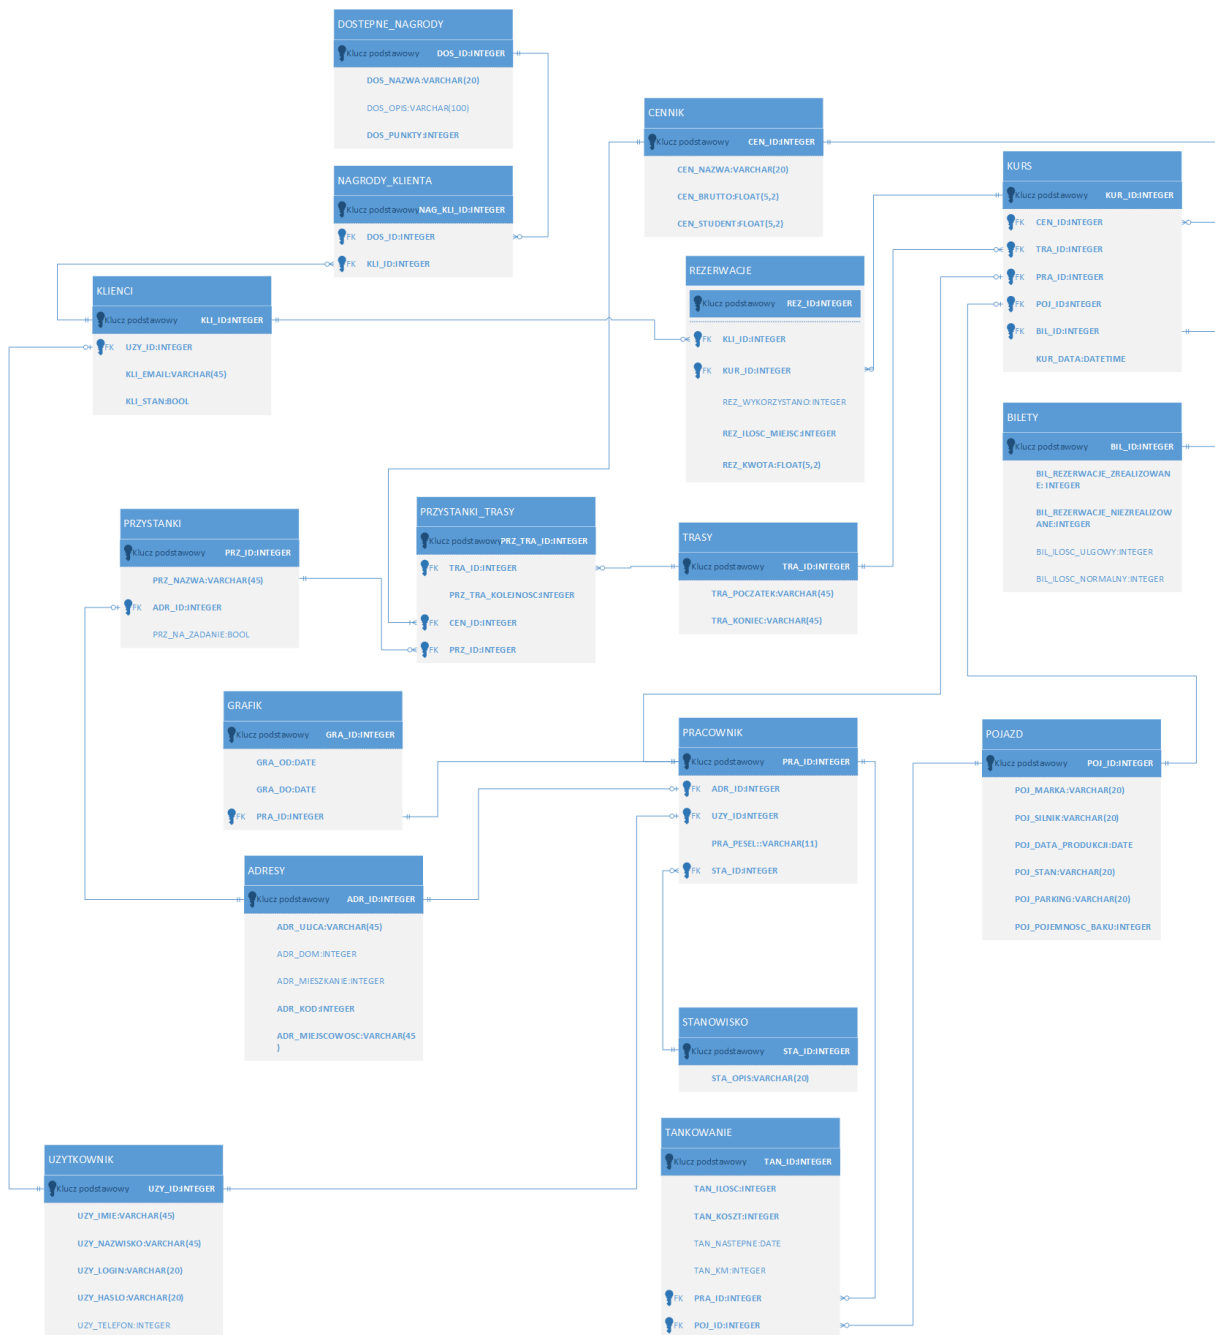 DOSTEPNE_NAGRODY
Klucz podstawowy DOS_ID:INTEGER
DOS_NAZWA:VARCHAR(20)
DOS_OPIS:VARCHAR(100)
DOS_PUNKTY:INTEGER
NAGRODY_KLIENTA
Klucz podstawowy NAG_KLI_ID:INTEGER
FK DOS_ID:INTEGER
FK KLI_ID:INTEGER
KLIENCI
Klucz podstawowy KLI_ID:INTEGER
FK UZY_ID:INTEGER
KLI_EMAIL:VARCHAR(45)
KLI_STAN:BOOL
CENNIK
Klucz podstawowy CEN_ID:INTEGER
CEN_NAZWA:VARCHAR(20)
CEN_BRUTTO:FLOAT(5,2)
CEN_STUDENT:FLOAT(5,2)
KURS
Klucz podstawowy KUR_ID:INTEGER
FK CEN_ID:INTEGER
FK TRA_ID:INTEGER
FK PRA_ID:INTEGER
FK POJ_ID:INTEGER
FK BIL_ID:INTEGER
KUR_DATA:DATETIME
REZERWACJE
Klucz podstawowy REZ_ID:INTEGER
FK KLI_ID:INTEGER
FK KUR_ID:INTEGER
REZ_WYKORZYSTANO:INTEGER
REZ_ILOSC_MIEJSC:INTEGER
REZ_KWOTA:FLOAT(5,2)
BILETY
Klucz podstawowy BIL_ID:INTEGER
BIL_REZERWACJE_ZREALIZOWAN
E: INTEGER
BIL_REZERWACJE_NIEZREALIZOW
ANE:INTEGER
BIL_ILOSC_ULGOWY:INTEGER
BIL_ILOSC_NORMALNY:INTEGER
PRZYSTANKI
Klucz podstawowy PRZ_ID:INTEGER
PRZ_NAZWA:VARCHAR(45)
FK ADR_ID:INTEGER
PRZ_NA_ZADANIE:BOOL
PRZYSTANKI_TRASY
Klucz podstawowy PRZ_TRA_ID:INTEGER
FK TRA_ID:INTEGER
PRZ_TRA_KOLEJNOSC:INTEGER
FK CEN_ID:INTEGER
FK PRZ_ID:INTEGER
TRASY
Klucz podstawowy TRA_ID:INTEGER
TRA_POCZATEK:VARCHAR(45)
TRA_KONIEC:VARCHAR(45)
GRAFIK
Klucz podstawowy GRA_ID:INTEGER
GRA_OD:DATE
GRA_DO:DATE
FK PRA_ID:INTEGER
PRACOWNIK
Klucz podstawowy PRA_ID:INTEGER
FK ADR_ID:INTEGER
FK UZY_ID:INTEGER
PRA_PESEL::VARCHAR(11)
FK STA_ID:INTEGER
POJAZD
Klucz podstawowy POJ_ID:INTEGER
POJ_MARKA:VARCHAR(20)
POJ_SILNIK:VARCHAR(20)
POJ_DATA_PRODUKCJI:DATE
POJ_STAN:VARCHAR(20)
POJ_PARKING:VARCHAR(20)
POJ_POJEMNOSC_BAKU:INTEGER
ADRESY
Klucz podstawowy ADR_ID:INTEGER
ADR_ULICA:VARCHAR(45)
ADR_DOM:INTEGER
ADR_MIESZKANIE:INTEGER
ADR_KOD:INTEGER
ADR_MIEJSCOWOSC:VARCHAR(45
)
STANOWISKO
Klucz podstawowy STA_ID:INTEGER
STA_OPIS:VARCHAR(20)
UZYTKOWNIK
Klucz podstawowy UZY_ID:INTEGER
UZY_IMIE:VARCHAR(45)
UZY_NAZWISKO:VARCHAR(45)
UZY_LOGIN:VARCHAR(20)
UZY_HASLO:VARCHAR(20)
UZY_TELEFON:INTEGER
TANKOWANIE
Klucz podstawowy TAN_ID:INTEGER
TAN_ILOSC:INTEGER
TAN_KOSZT:INTEGER
TAN_NASTEPNE:DATE
TAN_KM:INTEGER
FK PRA_ID:INTEGER
FK POJ_ID:INTEGER